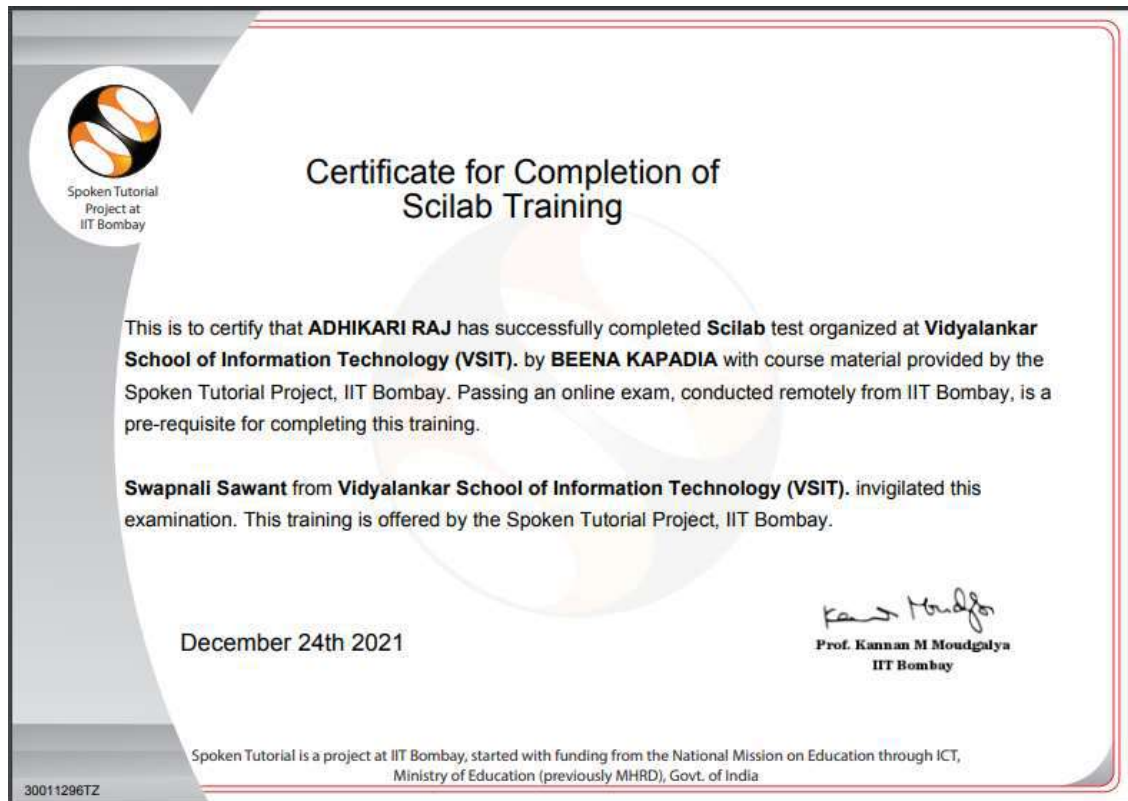 Spoken Tutorial
Project at
IIT Bombay
Certificate for Completion of
Scilab Training
This is to certify that ADHIKARI RAJ has successfully completed Scilab test organized at Vidyalankar
School of Information Technology (VSIT). by BEENA KAPADIA with course material provided by the
Spoken Tutorial Project, IIT Bombay. Passing an online exam, conducted remotely from IIT Bombay, is a
pre-requisite for completing this training.
Swapnali Sawant from Vidyalankar School of Information Technology (VSIT). invigilated this
examination. This training is offered by the Spoken Tutorial Project, IIT Bombay.
December 24th 2021
Prof. Kannan M Moudgalya
IIT Bombay
Spoken Tutorial is a project at IIT Bombay, started with funding from the National Mission on Education through ICT,
Ministry of Education (previously MHRD), Govt. of India
30011296TZ